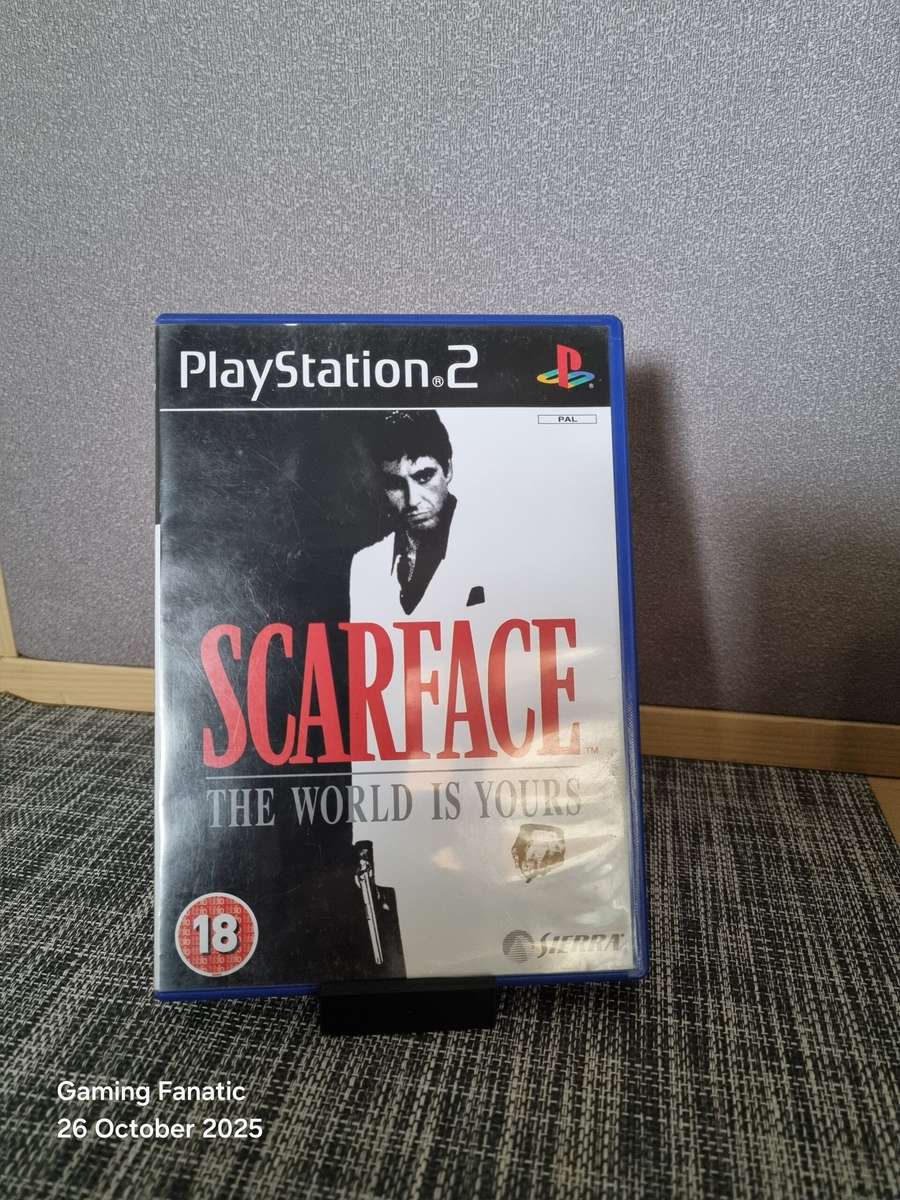 PlayStation®2
PAL
SCARFACE™
THE WORLD IS YOURS
18
SIERRA
Gaming Fanatic
26 October 2025